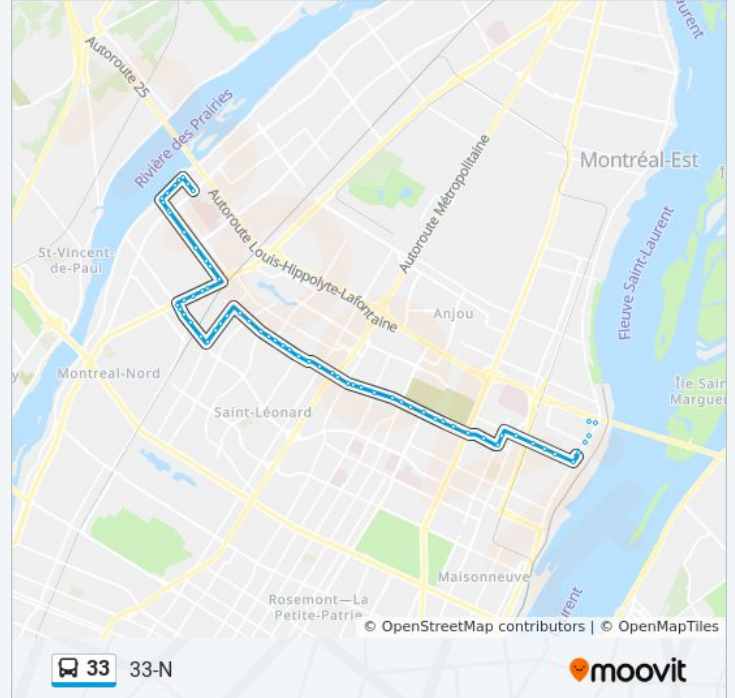 Autoroute 25
Rivière des Prairies
Montréal-Est
Autoroute Métropolitaine
Autoroute Louis-Hippolyte-Lafontaine
St-Vincent-
de-Paul
Fleuve Saint-Laurent
Anjou
Montreal-Nord
Saint-Léonard
Île Sain
Marguer
Maisonneuve
Rosemont—La
Petite-Patrie
© OpenStreetMap contributors | © OpenMapTiles
33 33-N
moovit